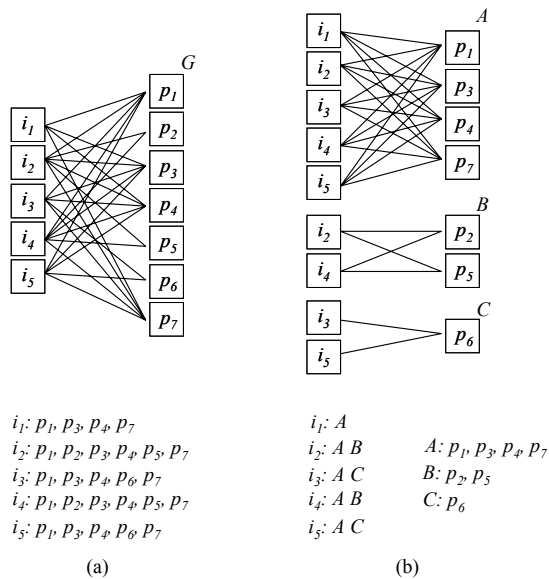 G
i1
i2
i3
i4
i5
p1
p2
p3
p4
p5
p6
p7
i1: p1, p3, p4, p7
i2: p1, p2, p3, p4, p5, p7
i3: p1, p3, p4, p6, p7
i4: p1, p2, p3, p4, p5, p7
i5: p1, p3, p4, p6, p7
(a)
A
i1
i2
i3
i4
i5
p1
p3
p4
p7
B
i2
i4
p2
p5
C
i3
i5
p6
i1: A
i2: A B
i3: A C
i4: A B
i5: A C
A: p1, p3, p4, p7
B: p2, p5
C: p6
(b)